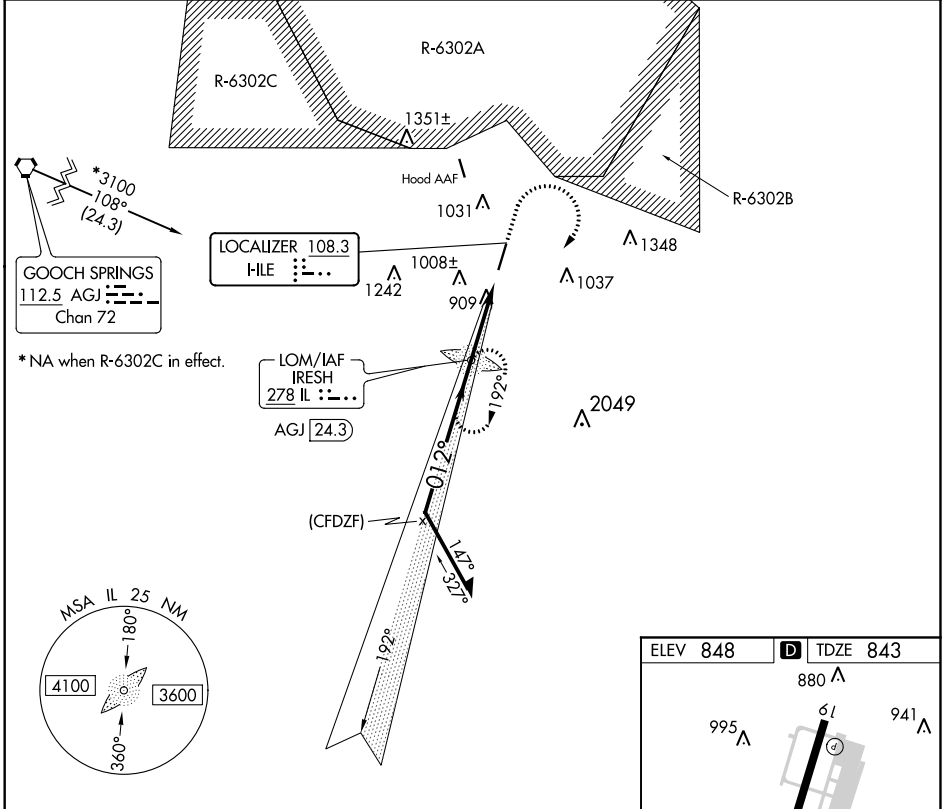 R-6302A
R-6302C
1351±
Hood AAF
R-6302B
*3100
108°
(24.3)
1031
1348
LOCALIZER 108.3
I-ILE
1008±
1242
1037
909
GOOCH SPRINGS
112.5 AGJ
Chan 72
* NA when R-6302C in effect.
LOM/IAF
IRESH
278 IL
AGJ 24.3
192°
2049
012°
(CFDZF)
147°
327°
192°
MSA IL 25 NM
180°
4100
3600
360°
ELEV 848 D TDZE 843
880
19
995
941
P